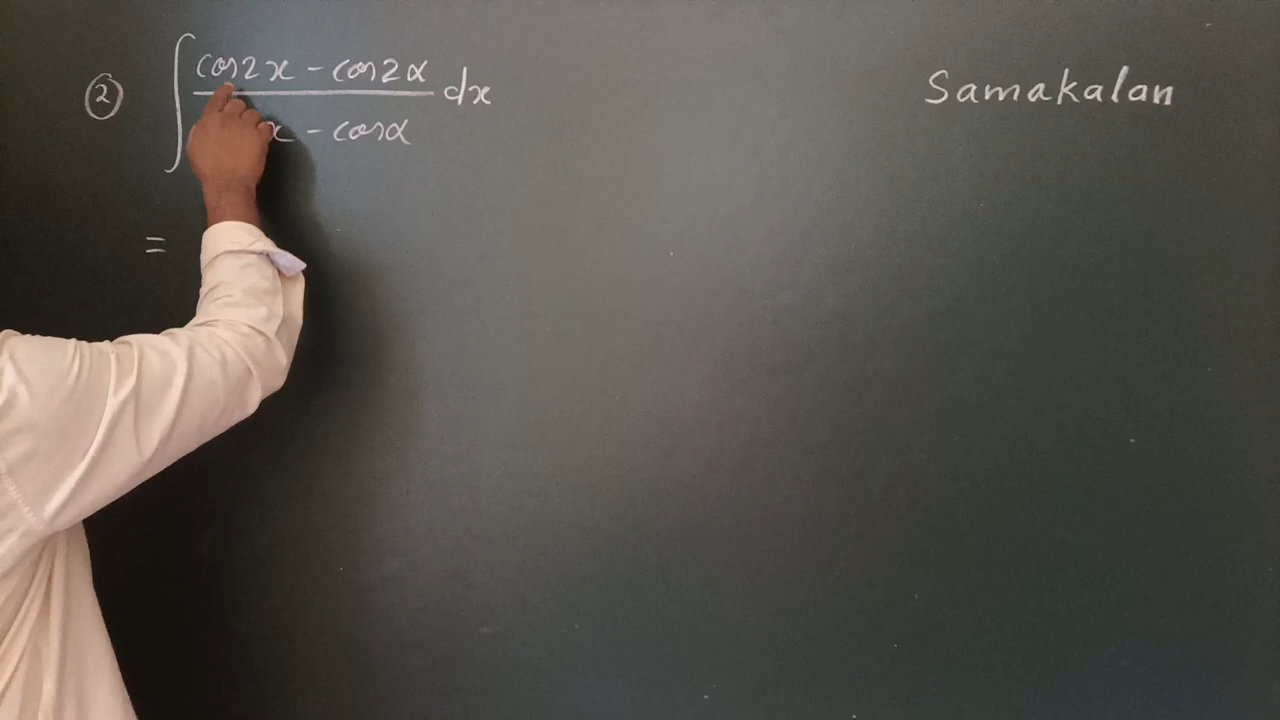 ② ∫ cos2x - cos2α dx
x - cosα
=
Samakalan